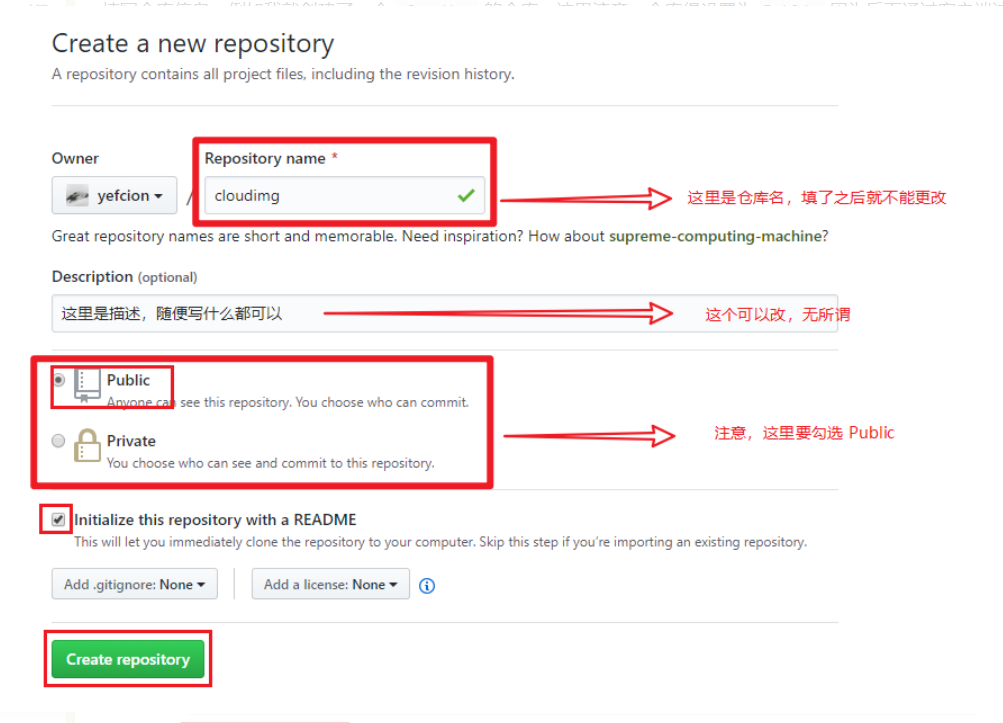 Create a new repository
A repository contains all project files, including the revision history.
Owner
Repository name *
yefcion
/
cloudimg
这里是仓库名，填了之后就不能更改
Great repository names are short and memorable. Need inspiration? How about supreme-computing-machine?
Description (optional)
这里是描述，随便写什么都可以
这个可以改，无所谓
Public
Anyone can see this repository. You choose who can commit.
Private
You choose who can see and commit to this repository.
注意，这里要勾选 Public
Initialize this repository with a README
This will let you immediately clone the repository to your computer. Skip this step if you’re importing an existing repository.
Add .gitignore: None
Add a license: None
Create repository